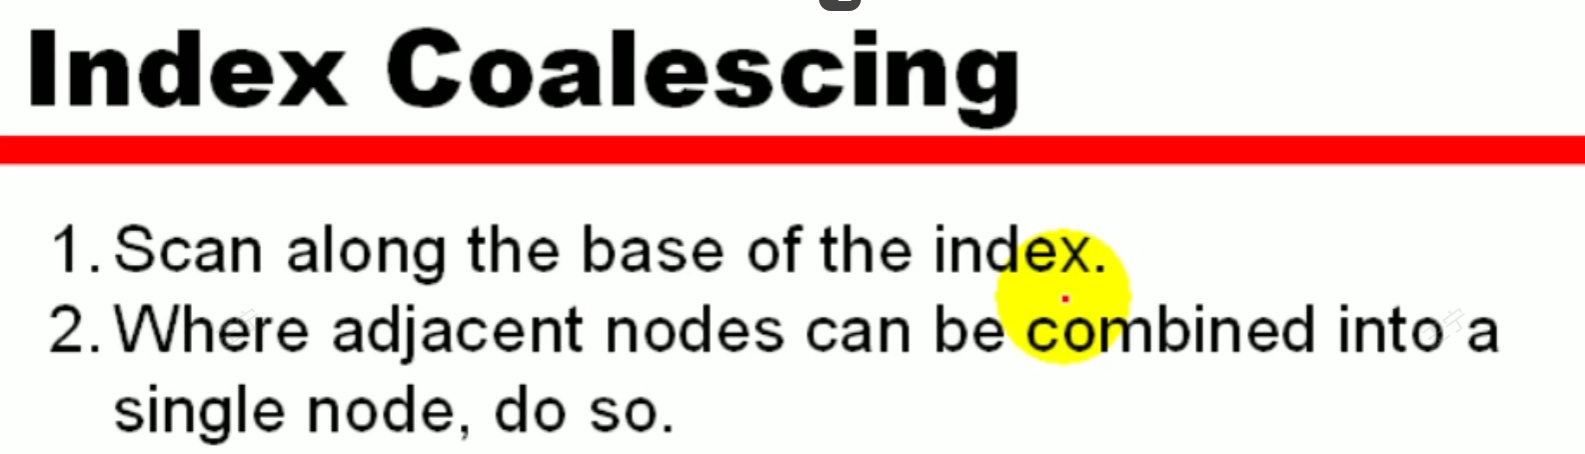 Index Coalescing
1. Scan along the base of the index.
2. Where adjacent nodes can be combined into a
single node, do so.